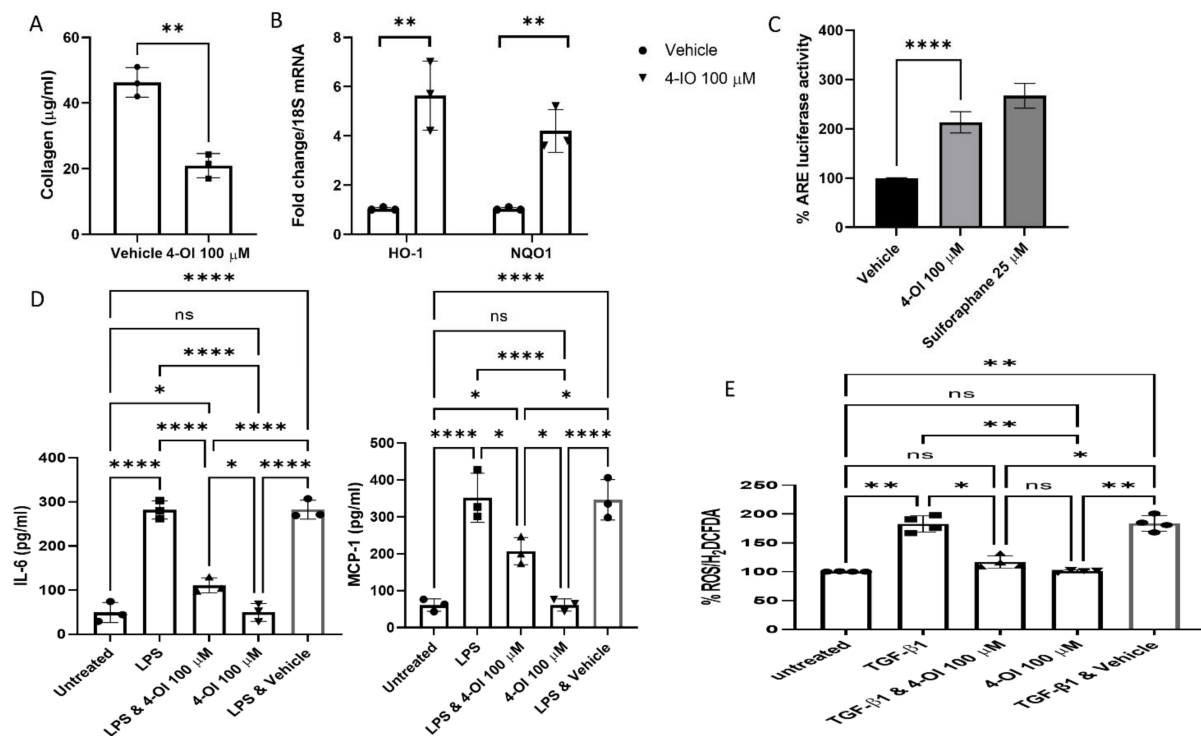 A
**
60
40
20
0
Collagen (µg/ml)
Vehicle 4-OI 100 µM
B
**
**
8
6
4
2
0
Fold change/18S mRNA
HO-1
NQO1
Vehicle
4-IO 100 µM
C
****
400
300
200
100
0
% ARE luciferase activity
Vehicle
4-OI 100 µM
Sulforaphane 25 µM
D
****
ns
****
*
****
****
****
*
****
400
300
200
100
0
IL-6 (pg/ml)
Untreated
LPS
LPS & 4-OI 100 µM
4-OI 100 µM
LPS & Vehicle
****
ns
****
*
*
****
*
*
****
500
400
300
200
100
0
MCP-1 (pg/ml)
Untreated
LPS
LPS & 4-OI 100 µM
4-OI 100 µM
LPS & Vehicle
E
**
ns
**
ns
*
**
*
ns
**
250
200
150
100
50
0
% ROS/H₂DCFDA
untreated
TGF-β1
TGF-β1 & 4-OI 100 µM
4-OI 100 µM
TGF-β1 & Vehicle